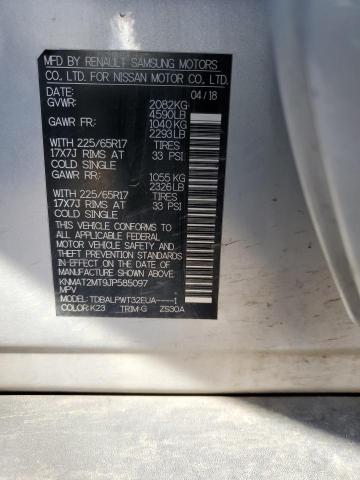 MFD BY RENAULT SAMSUNG MOTORS
CO., LTD. FOR NISSAN MOTOR CO., LTD.
DATE: 04/18
GVWR: 2082KG
4590LB
GAWR FR: 1040 KG
2293LB
WITH 225/65R17 TIRES
17X7J RIMS AT 33 PSI
COLD SINGLE
GAWR RR: 1055 KG
2326LB
WITH 225/65R17 TIRES
17X7J RIMS AT 33 PSI
COLD SINGLE
THIS VEHICLE CONFORMS
TO ALL APPLICABLE FEDERAL
MOTOR VEHICLE SAFETY AND
THEFT PREVENTION STANDARDS
IN EFFECT ON THE DATE OF
MANUFACTURE SHOWN ABOVE.
KNMAT2MT9JP585097
MPV
MODEL:TDBALFWT32EUA-----1
COLOR:K23 TRIM:G ZS30A